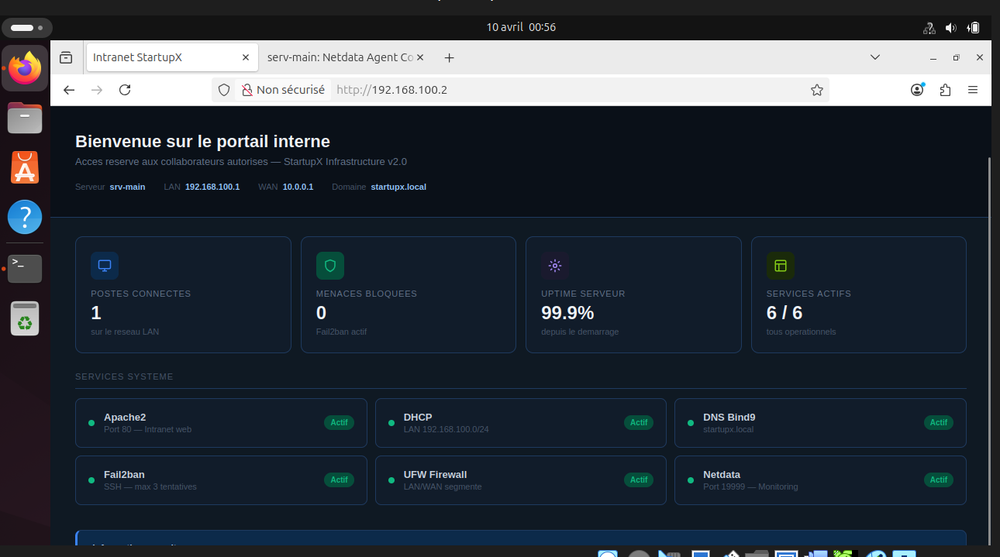 10 avril 00:56
Intranet StartupX
serv-main: Netdata Agent Co
Non sécurisé http://192.168.100.2
Bienvenue sur le portail interne
Acces reserve aux collaborateurs autorises — StartupX Infrastructure v2.0
Serveur srv-main LAN 192.168.100.1 WAN 10.0.0.1 Domaine startupx.local
POSTES CONNECTES
1
sur le reseau LAN
MENACES BLOQUEES
0
Fail2ban actif
UPTIME SERVEUR
99.9%
depuis le demarrage
SERVICES ACTIFS
6 / 6
tous operationnels
SERVICES SYSTEME
Apache2
Port 80 — Intranet web
Actif
DHCP
LAN 192.168.100.0/24
Actif
DNS Bind9
startupx.local
Actif
Fail2ban
SSH — max 3 tentatives
Actif
UFW Firewall
LAN/WAN segmente
Actif
Netdata
Port 19999 — Monitoring
Actif